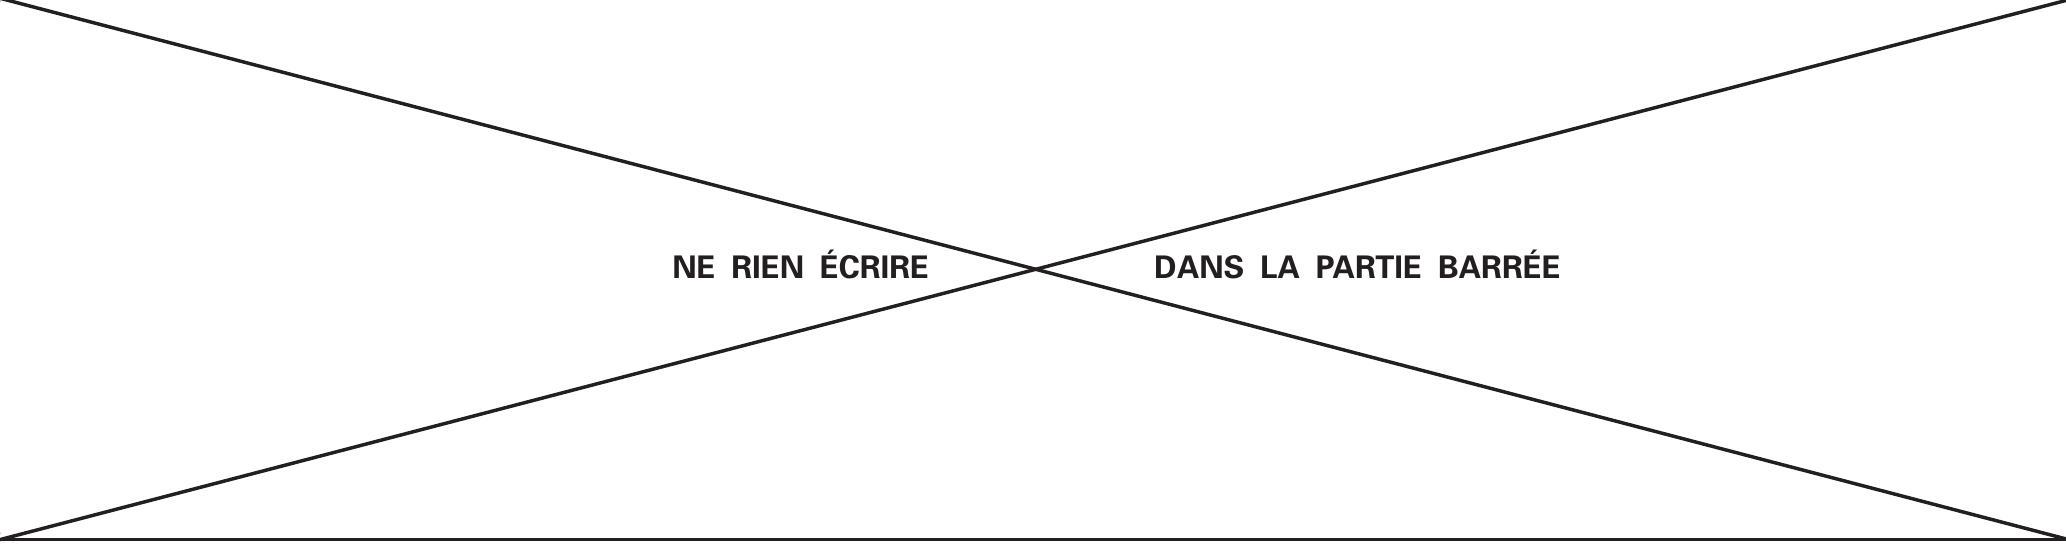 NE RIEN ÉCRIRE DANS LA PARTIE BARRÉE